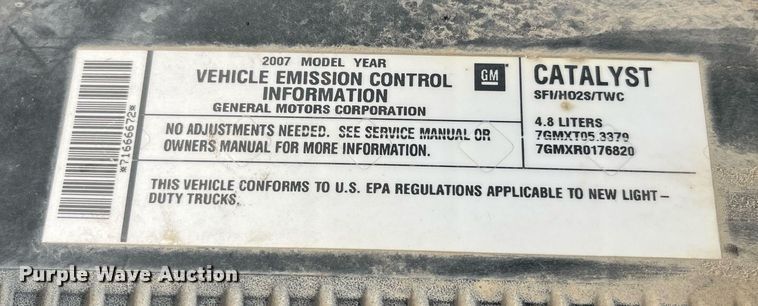 *71666672*
2007 MODEL YEAR
VEHICLE EMISSION CONTROL
INFORMATION
GENERAL MOTORS CORPORATION
GM
NO ADJUSTMENTS NEEDED. SEE SERVICE MANUAL OR
OWNERS MANUAL FOR MORE INFORMATION.
CATALYST
SFI/HO2S/TWC
4.8 LITERS
7GMXT05.3379
7GMXR0176820
THIS VEHICLE CONFORMS TO U.S. EPA REGULATIONS APPLICABLE TO NEW LIGHT-
DUTY TRUCKS.
Purple Wave Auction